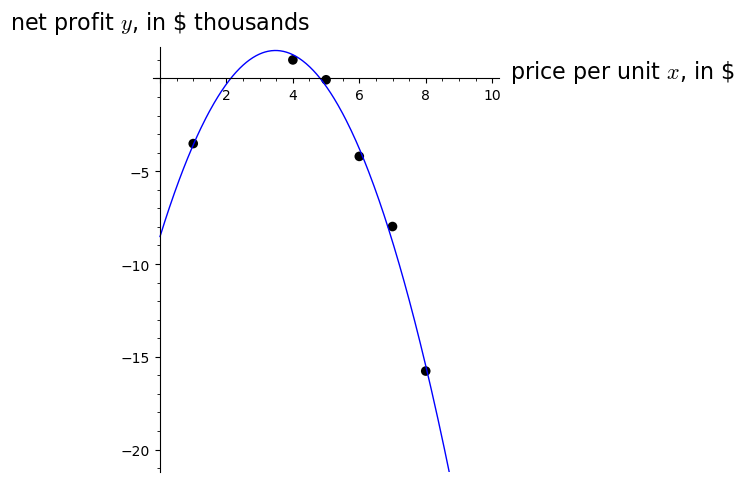 net profit y, in $ thousands
price per unit x, in $
2 4 6 8 10
−5
−10
−15
−20